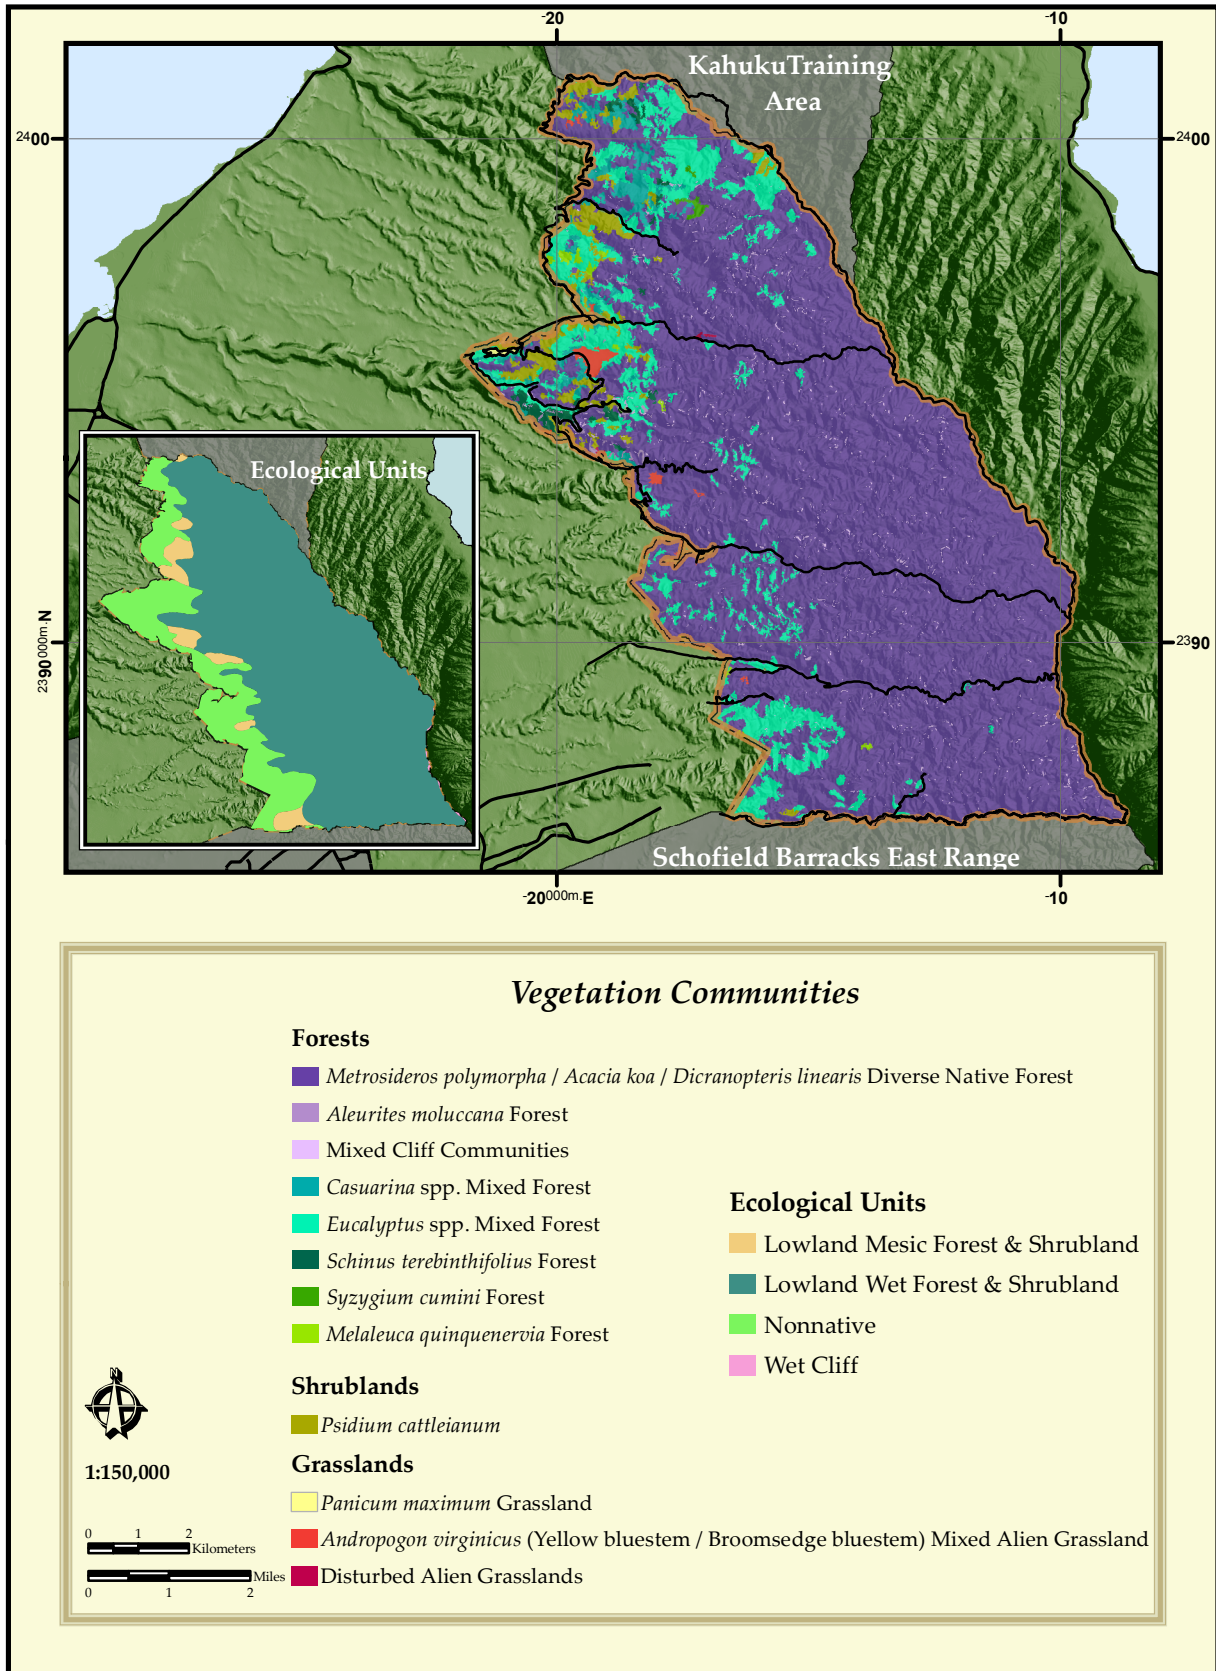 -20
-10
KahukuTraining
Area
2400
2400
Ecological Units
2390000m.N
2390
Schofield Barracks East Range
-20000m.E
-10
Vegetation Communities
Forests
Metrosideros polymorpha / Acacia koa / Dicranopteris linearis Diverse Native Forest
Aleurites moluccana Forest
Mixed Cliff Communities
Casuarina spp. Mixed Forest
Eucalyptus spp. Mixed Forest
Schinus terebinthifolius Forest
Syzygium cumini Forest
Melaleuca quinquenervia Forest
Shrublands
Psidium cattleianum
Grasslands
Panicum maximum Grassland
Andropogon virginicus (Yellow bluestem / Broomsedge bluestem) Mixed Alien Grassland
Disturbed Alien Grasslands
Ecological Units
Lowland Mesic Forest & Shrubland
Lowland Wet Forest & Shrubland
Nonnative
Wet Cliff
N
1:150,000
0 1 2
Kilometers
Miles
0 1 2